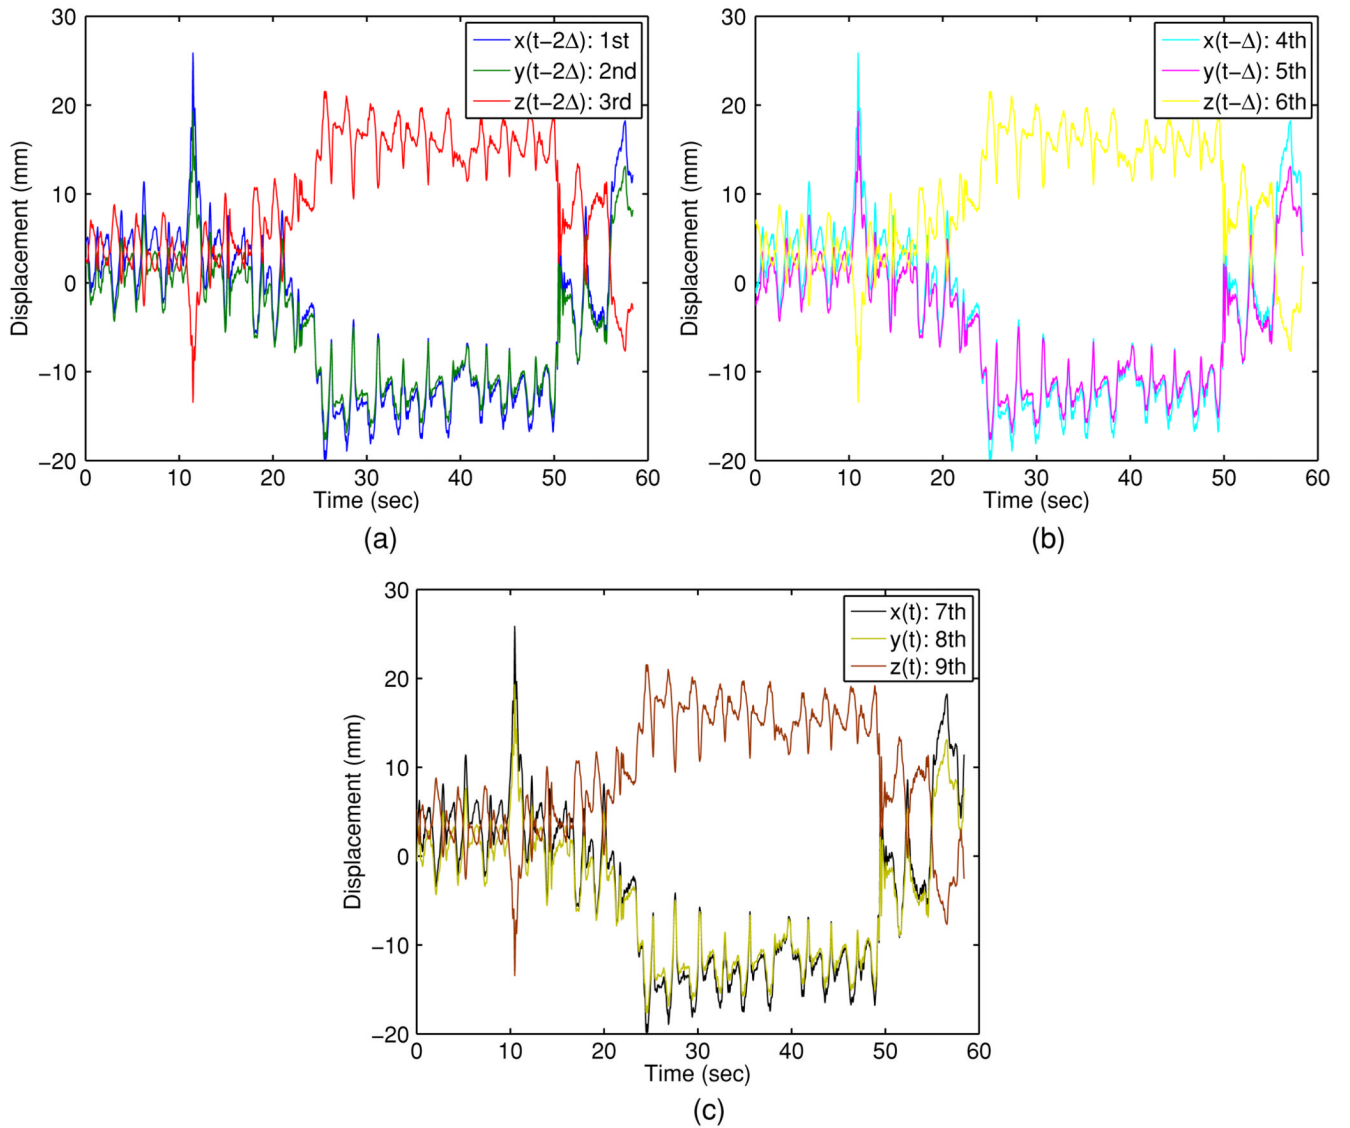 30
20
10
0
−10
−20
Displacement (mm)
x(t−2Δ): 1st
y(t−2Δ): 2nd
z(t−2Δ): 3rd
0 10 20 30 40 50 60
Time (sec)
(a)
30
20
10
0
−10
−20
Displacement (mm)
x(t−Δ): 4th
y(t−Δ): 5th
z(t−Δ): 6th
0 10 20 30 40 50 60
Time (sec)
(b)
30
20
10
0
−10
−20
Displacement (mm)
x(t): 7th
y(t): 8th
z(t): 9th
0 10 20 30 40 50 60
Time (sec)
(c)